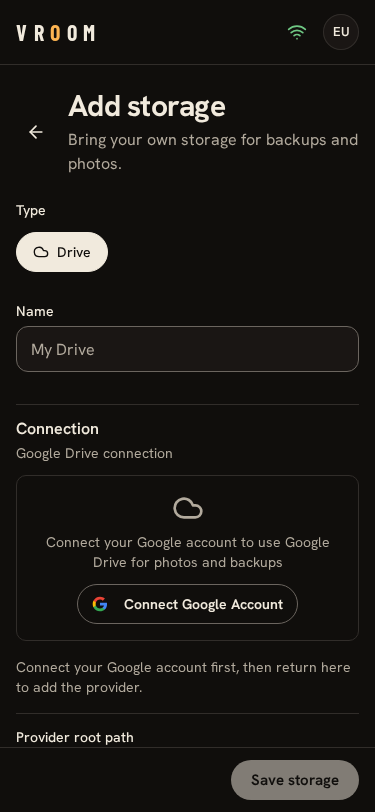 VROOM
EU
Add storage
Bring your own storage for backups and
photos.
Type
Drive
Name
My Drive
Connection
Google Drive connection
Connect your Google account to use Google
Drive for photos and backups
Connect Google Account
Connect your Google account first, then return here
to add the provider.
Provider root path
Save storage